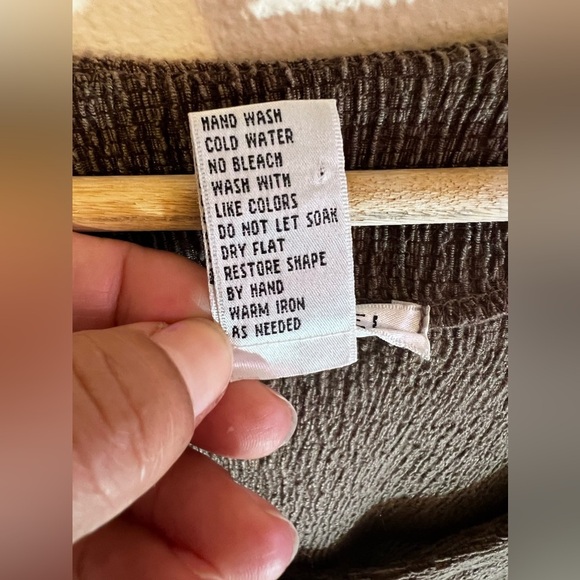 HAND WASH
COLD WATER
NO BLEACH
WASH WITH
LIKE COLORS
DO NOT LET SOAK
DRY FLAT
RESTORE SHAPE
BY HAND
WARM IRON
AS NEEDED